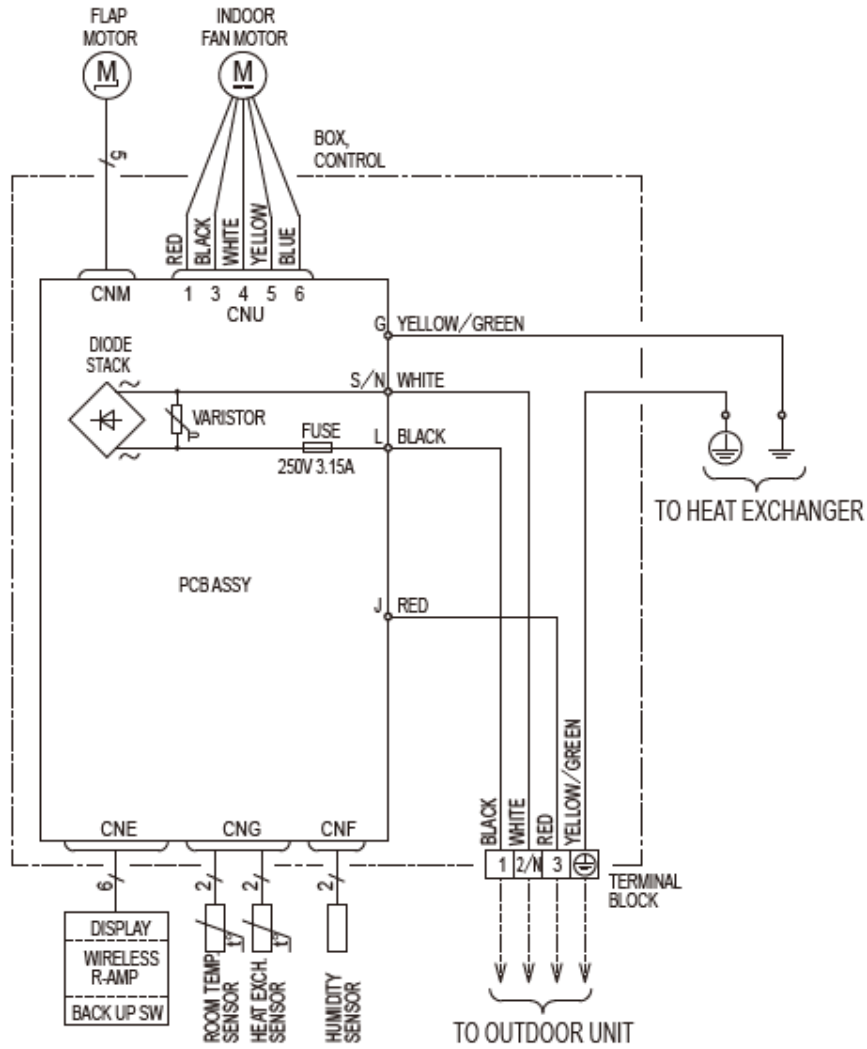 FLAP
MOTOR
INDOOR
FAN MOTOR
M
M
5
BOX,
CONTROL
RED
BLACK
WHITE
YELLOW
BLUE
CNM
1 3 4 5 6
CNU
G YELLOW/GREEN
DIODE
STACK
S/N WHITE
VARISTOR
FUSE
L BLACK
250V 3.15A
TO HEAT EXCHANGER
PCB ASSY
J RED
BLACK
WHITE
RED
YELLOW/GREEN
CNE
CNG
CNF
1 2/N 3
TERMINAL
BLOCK
6
2
2
2
DISPLAY
WIRELESS
R-AMP
BACK UP SW
ROOM TEMP.
SENSOR
t°
HEAT EXCH.
SENSOR
t°
HUMIDITY
SENSOR
TO OUTDOOR UNIT